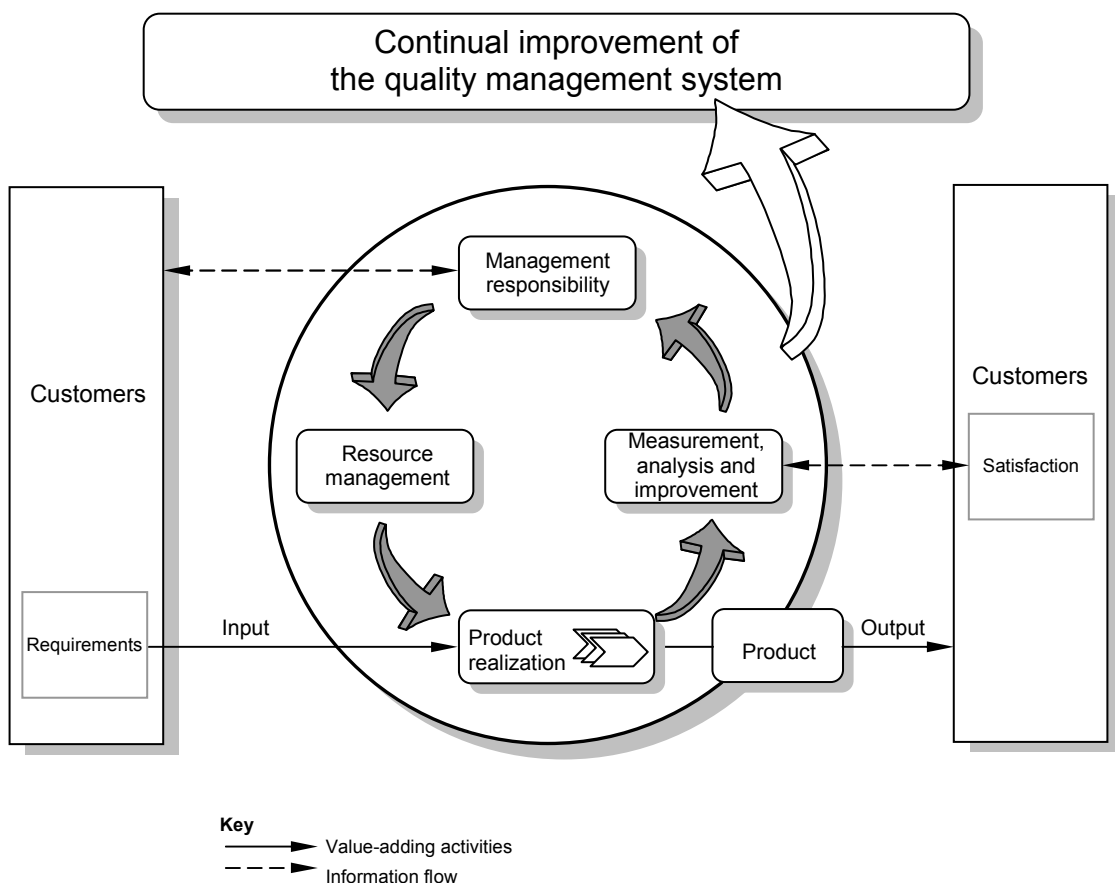 Continual improvement of
the quality management system
Management
responsibility
Customers
Customers
Resource
management
Measurement,
analysis and
improvement
Satisfaction
Requirements
Input
Product
realization
Product
Output
Key
Value-adding activities
Information flow